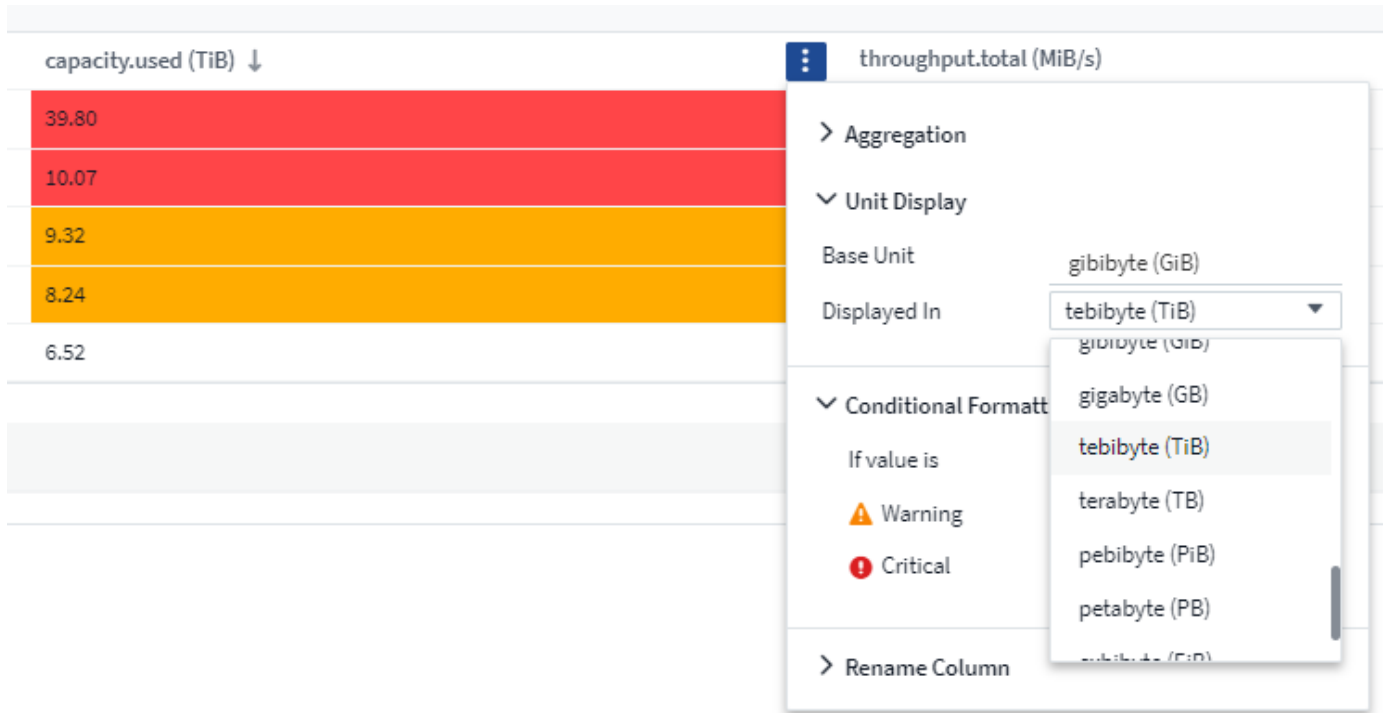 capacity.used (TiB) ↓
throughput.total (MiB/s)
39.80
10.07
9.32
8.24
6.52
Aggregation
Unit Display
Base Unit
gibibyte (GiB)
Displayed In
tebibyte (TiB)
gibibyte (GiB)
gigabyte (GB)
tebibyte (TiB)
terabyte (TB)
pebibyte (PiB)
petabyte (PB)
Conditional Formatt
If value is
Warning
Critical
Rename Column